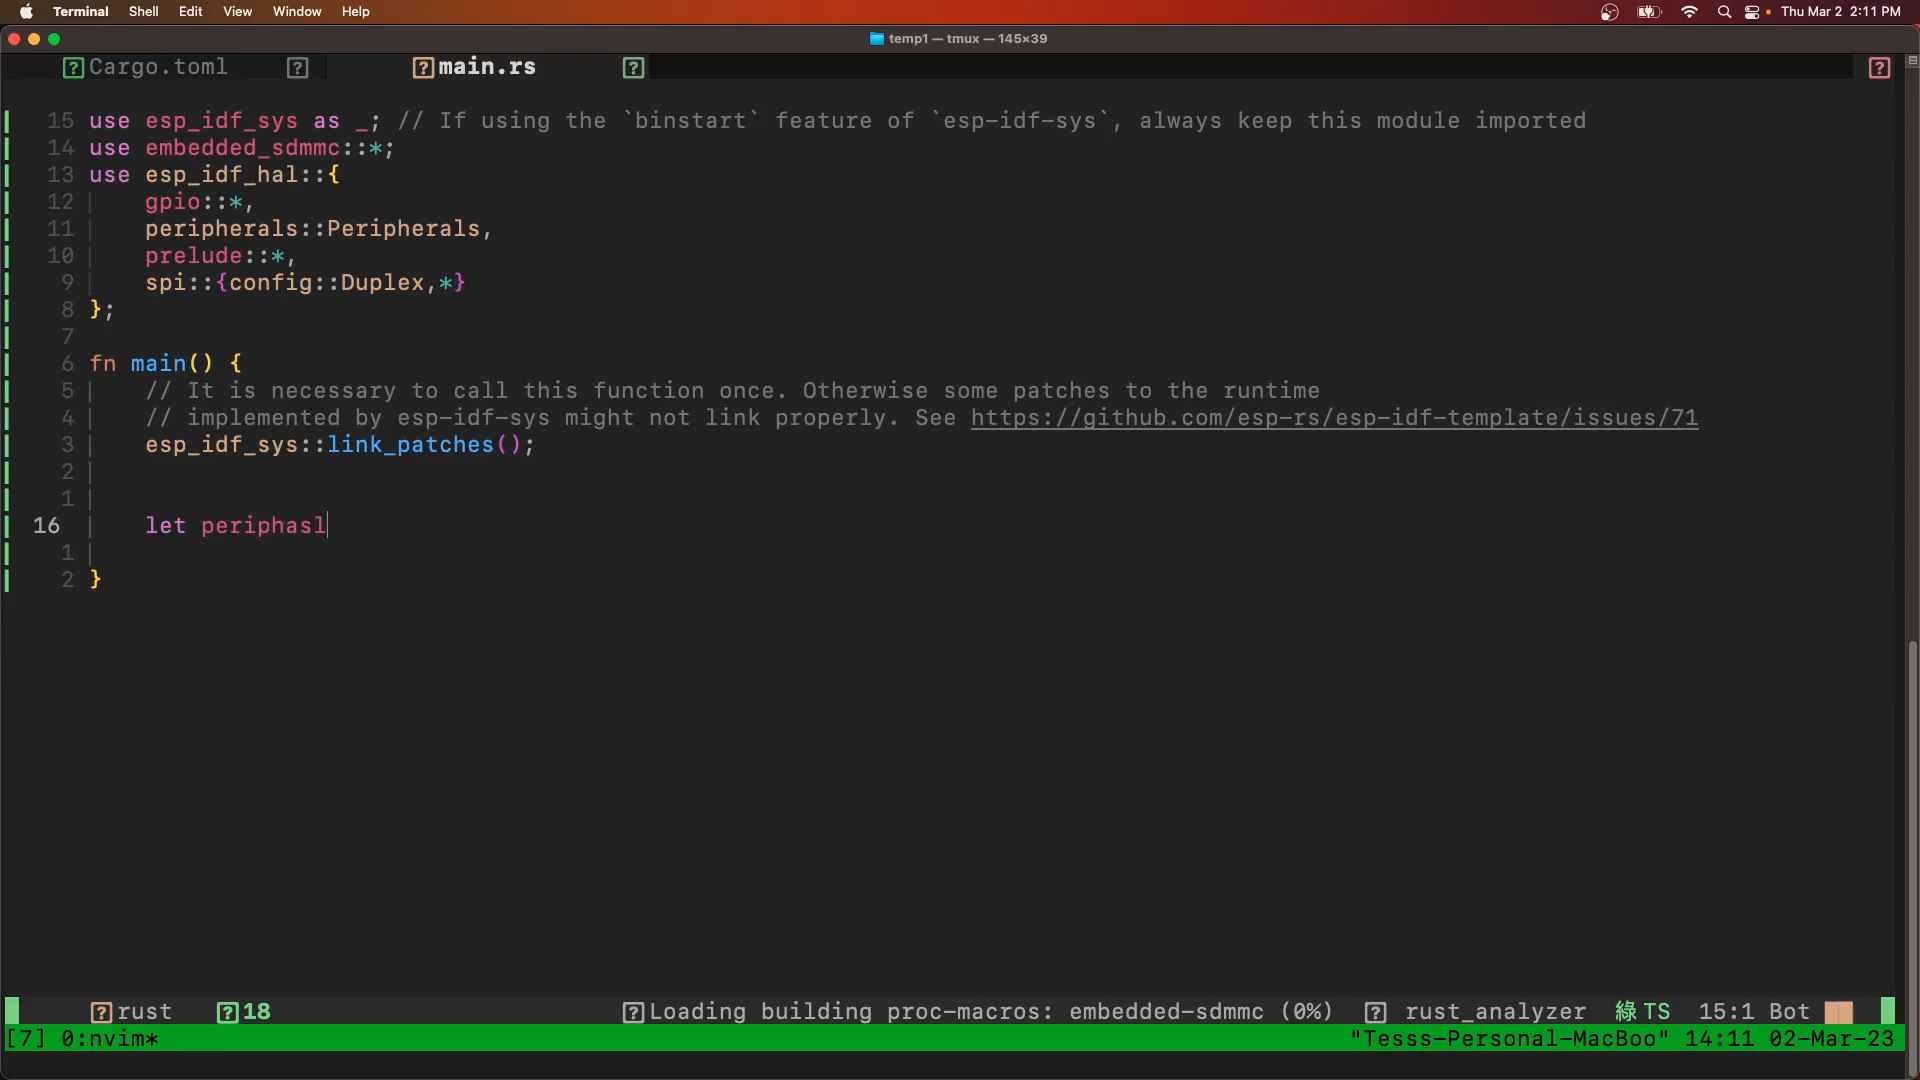 Terminal Shell Edit View Window Help Thu Mar 2 2:11 PM
temp1 — tmux — 145×39
? Cargo.toml ? ? main.rs ? ?
15 use esp_idf_sys as _; // If using the `binstart` feature of `esp-idf-sys`, always keep this module imported
14 use embedded_sdmmc::*;
13 use esp_idf_hal::{
12 gpio::*,
11 peripherals::Peripherals,
10 prelude::*,
9 spi::{config::Duplex,*}
8 };
7
6 fn main() {
5 // It is necessary to call this function once. Otherwise some patches to the runtime
4 // implemented by esp-idf-sys might not link properly. See https://github.com/esp-rs/esp-idf-template/issues/71
3 esp_idf_sys::link_patches();
2
1
16 let periphasl
1
2 }
? rust ? 18 ? Loading building proc-macros: embedded-sdmmc (0%) ? rust_analyzer 綠 TS 15:1 Bot
[7] 0:nvim* "Tesss-Personal-MacBoo" 14:11 02-Mar-23